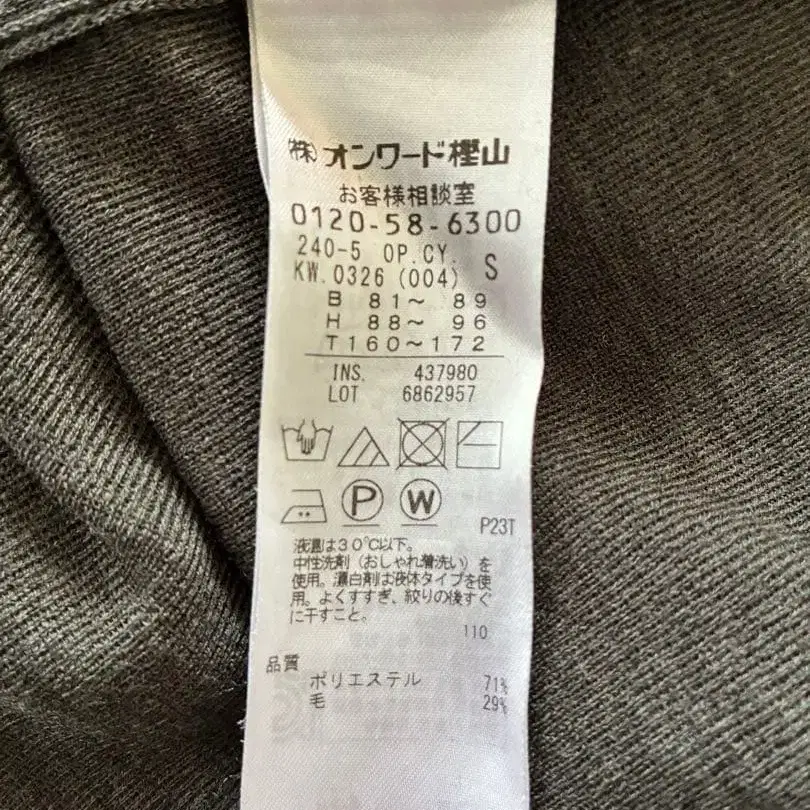 (株)オンワード樫山
お客様相談室
0120-58-6300
240-5 OP.CY. S
KW.0326 (004)
B 81～ 89
H 88～ 96
T160～172
INS. 437980
LOT 6862957
P
W
P23T
液温は30℃以下。
中性洗剤（おしゃれ着洗い）を
使用。漂白剤は液体タイプを使
用。よくすすぎ、絞りの後すぐ
に干すこと。
110
品質
ポリエステル 71%
毛 29%